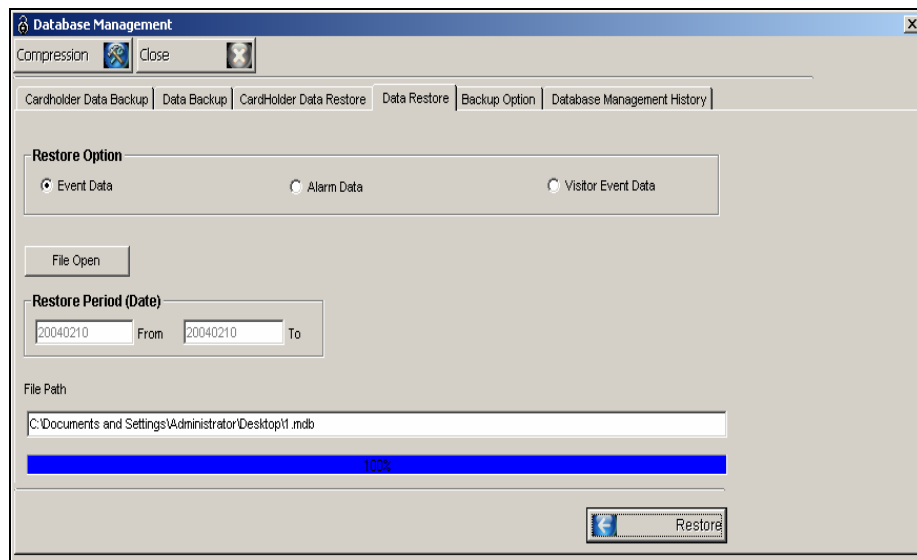 Database Management
Compression Close
Cardholder Data Backup Data Backup CardHolder Data Restore Data Restore Backup Option Database Management History
Restore Option
Event Data Alarm Data Visitor Event Data
File Open
Restore Period (Date)
20040210 From 20040210 To
File Path
C:\Documents and Settings\Administrator\Desktop\1.mdb
100%
Restore